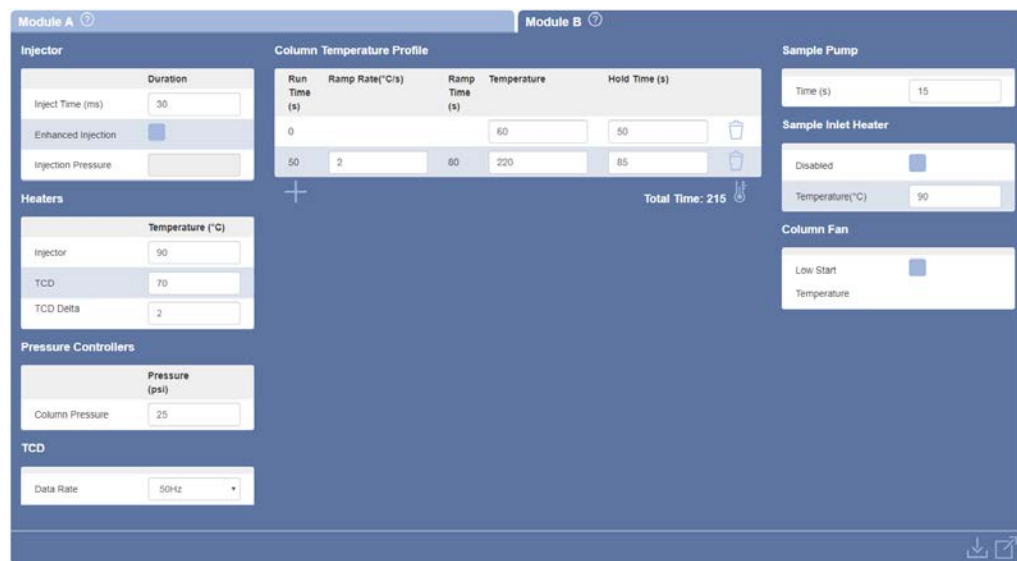 Module A ?
Module B ?
Injector
Duration
Inject Time (ms) 30
Enhanced Injection
Injection Pressure
Heaters
Temperature (°C)
Injector 90
TCD 70
TCD Delta 2
Pressure Controllers
Pressure
(psi)
Column Pressure 25
TCD
Data Rate 50Hz
Column Temperature Profile
Run Ramp Rate(°C/s) Ramp Temperature Hold Time (s)
Time Time
(s) (s)
0 60 50
50 2 80 220 85
Total Time: 215
Sample Pump
Time (s) 15
Sample Inlet Heater
Disabled
Temperature(°C) 90
Column Fan
Low Start
Temperature